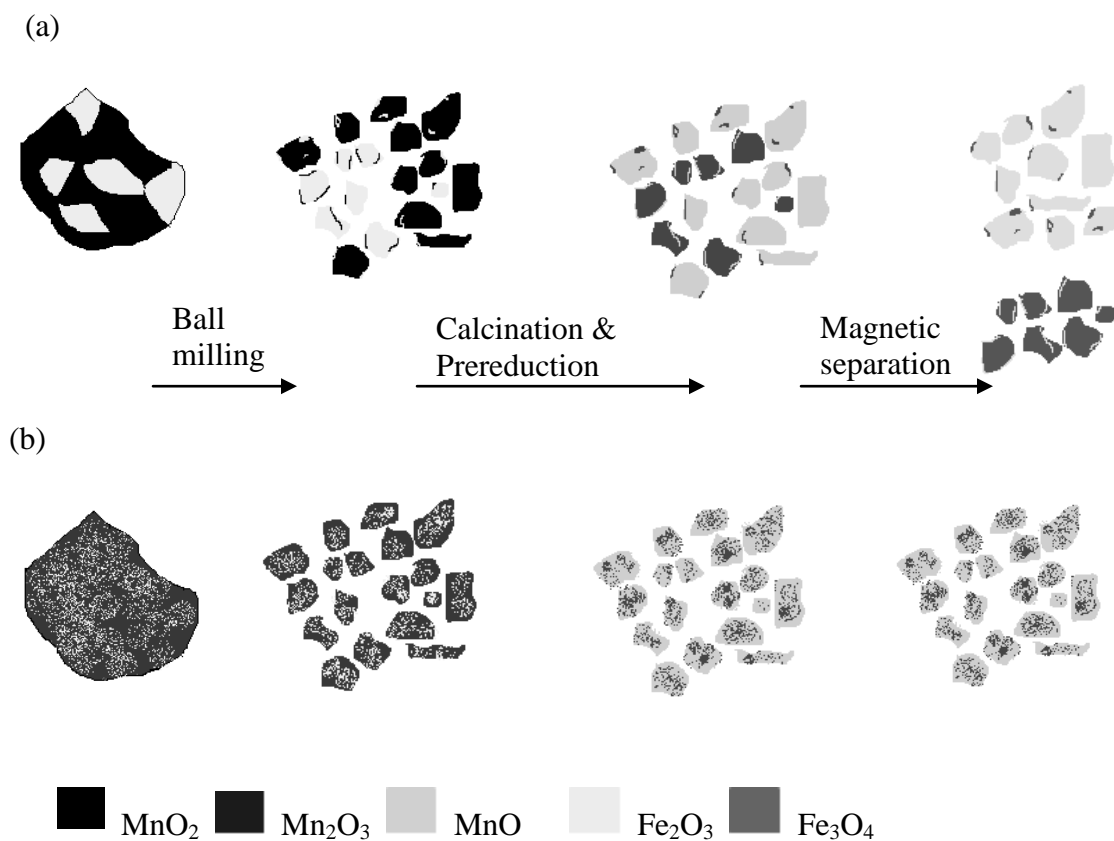 (a)
Ball
milling
Calcination &
Prereduction
Magnetic
separation
(b)
MnO₂ Mn₂O₃ MnO Fe₂O₃ Fe₃O₄